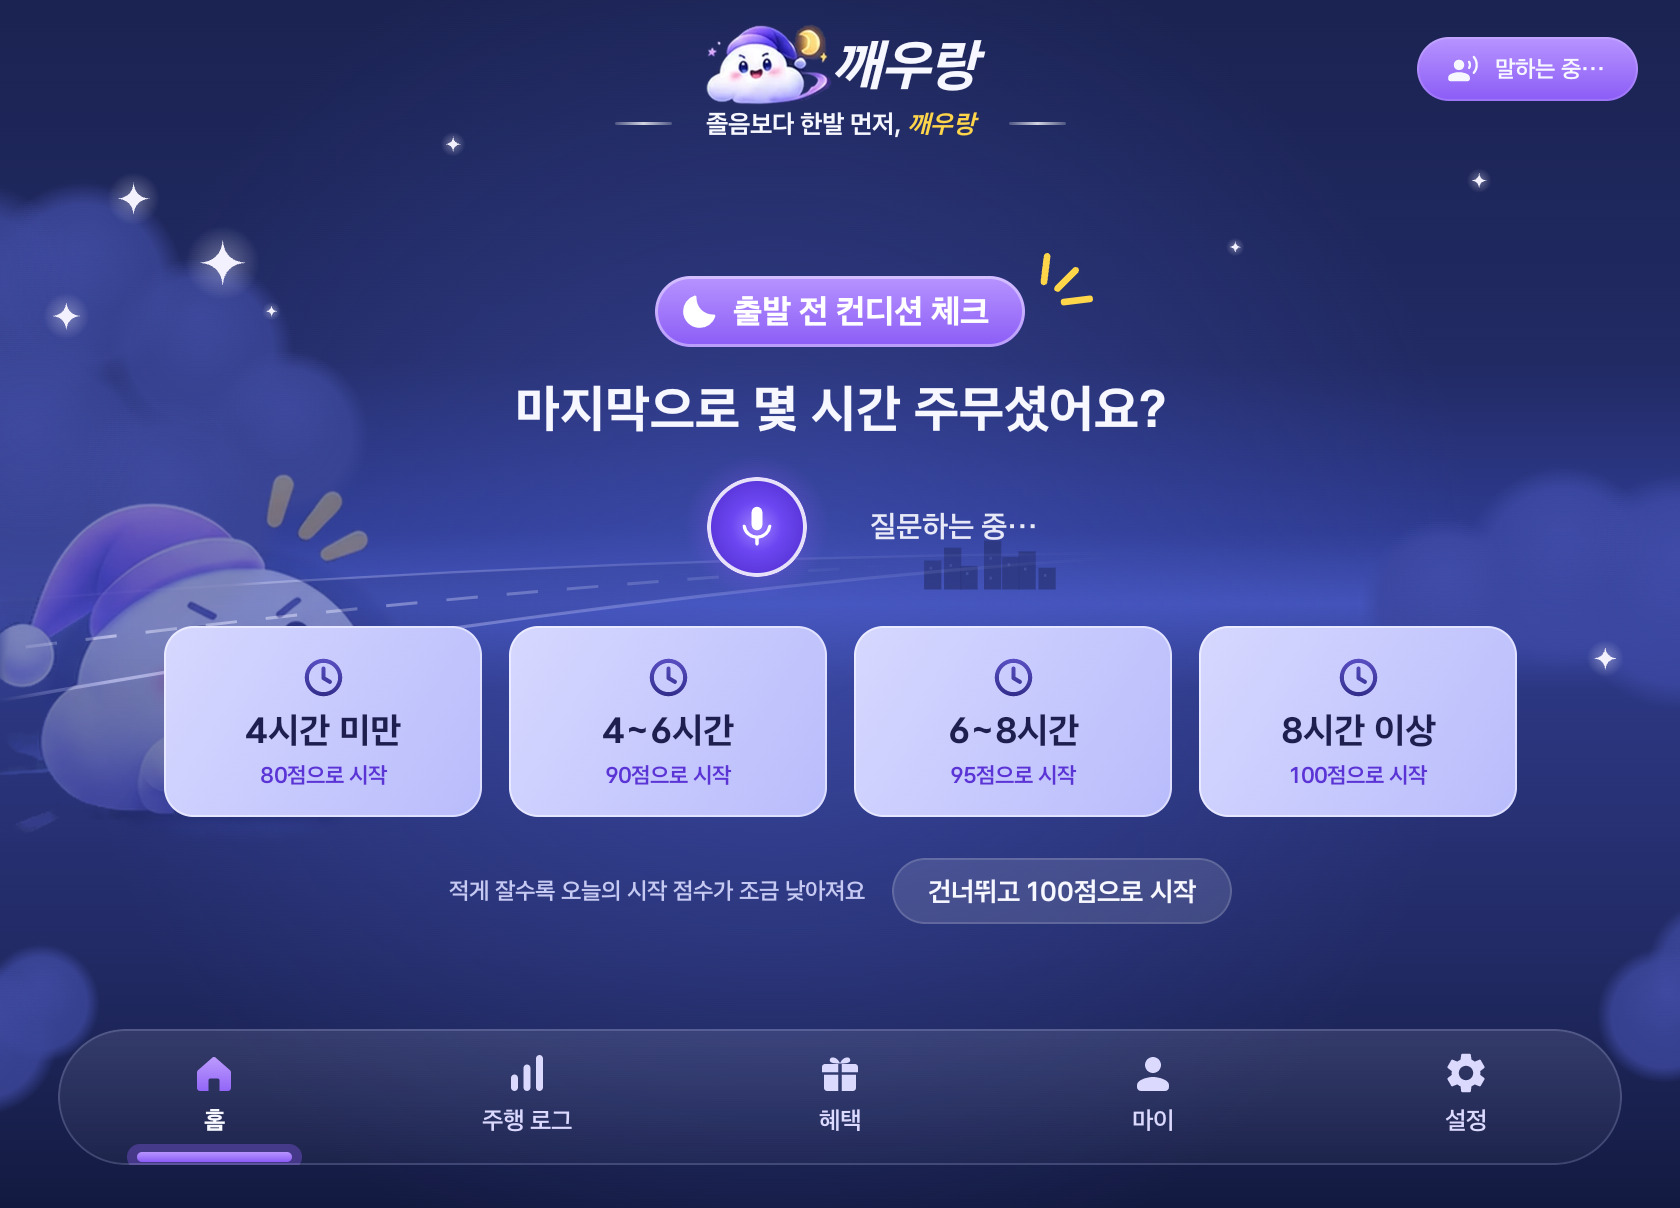 깨우랑
졸음보다 한발 먼저, 깨우랑
말하는 중…
출발 전 컨디션 체크
마지막으로 몇 시간 주무셨어요?
질문하는 중…
4시간 미만
80점으로 시작
4~6시간
90점으로 시작
6~8시간
95점으로 시작
8시간 이상
100점으로 시작
적게 잘수록 오늘의 시작 점수가 조금 낮아져요
건너뛰고 100점으로 시작
홈
주행 로그
혜택
마이
설정